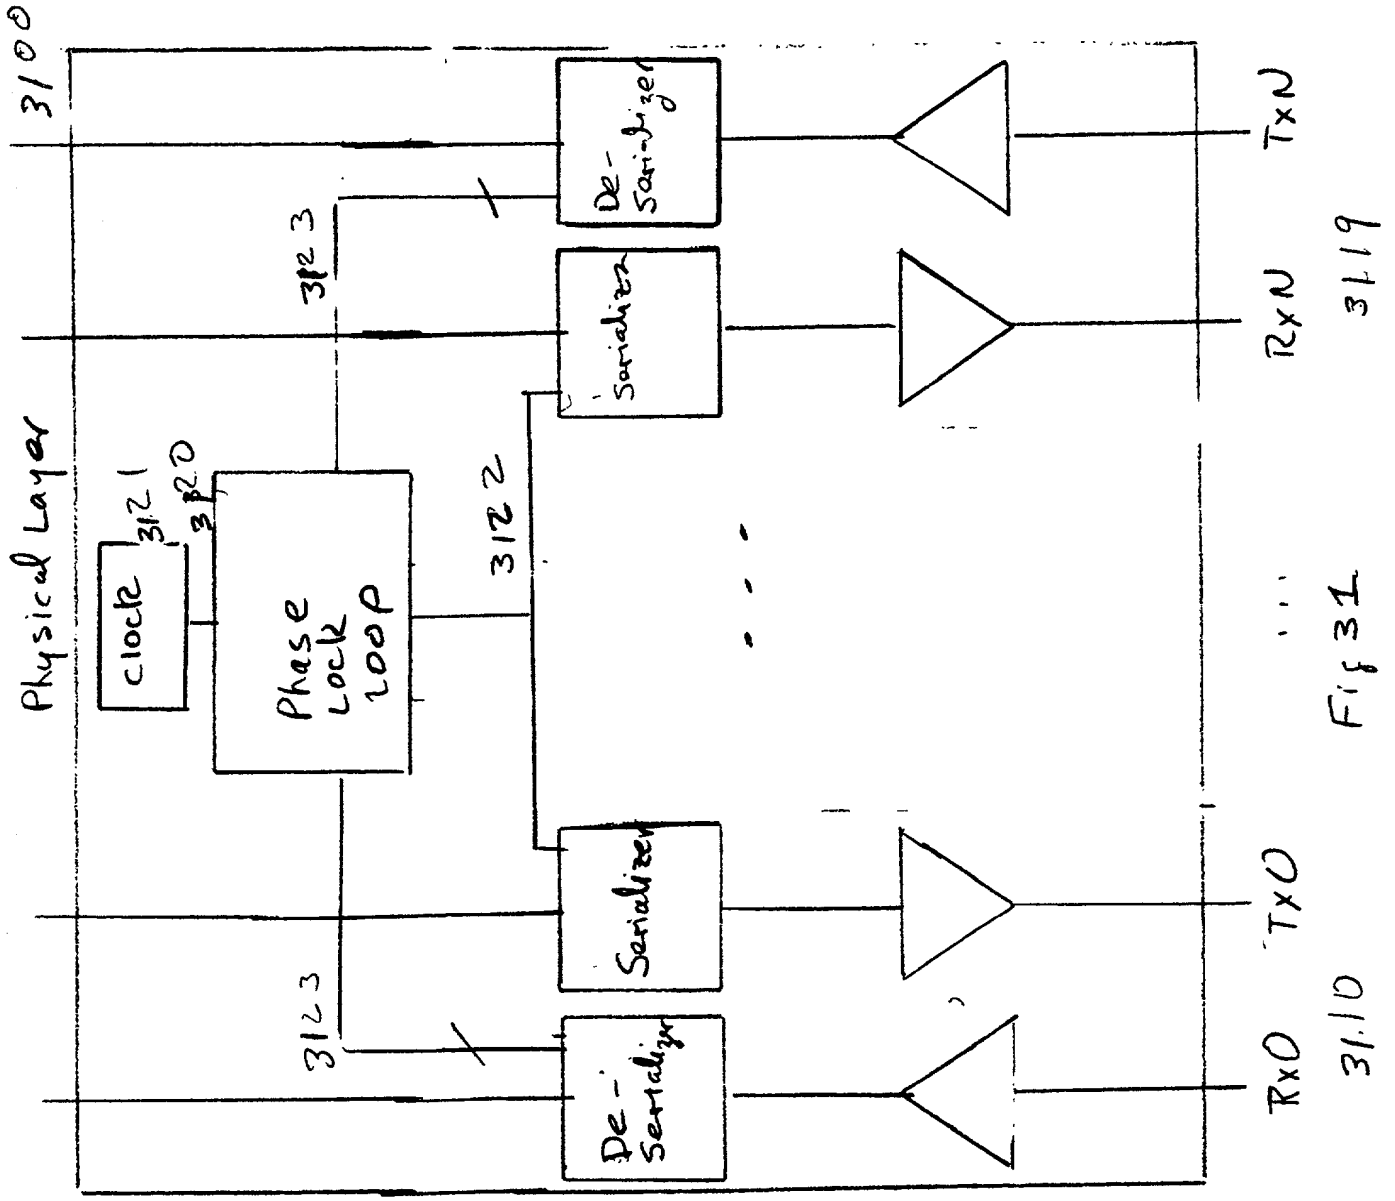 Physical Layer
3100
Clock
3121
3120
Phase
Lock
Loop
3123
3123
3122
De-
Serializer
Serializer
...
Serializer
De-
Serializer
Rx0
Tx0
...
RxN
TxN
3110
3119
Fig 31